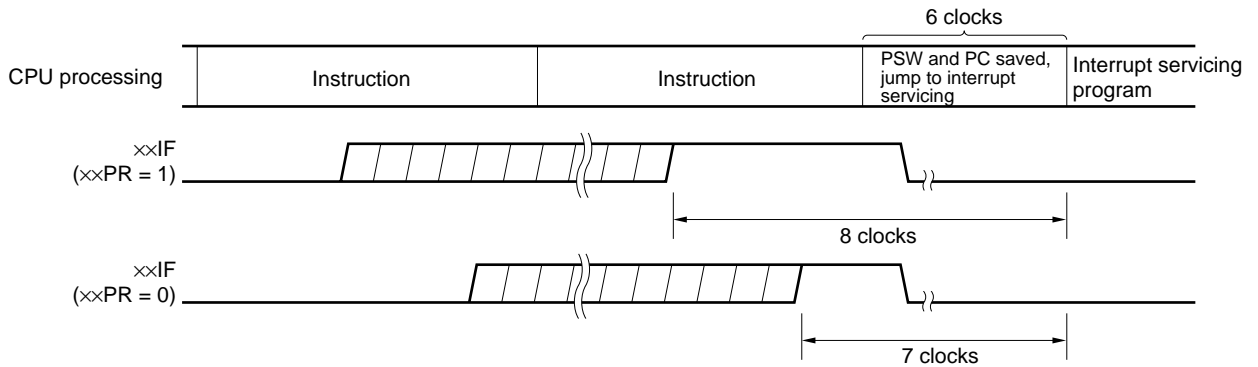 6 clocks
CPU processing
Instruction
Instruction
PSW and PC saved,
jump to interrupt
servicing
Interrupt servicing
program
××IF
(××PR = 1)
8 clocks
××IF
(××PR = 0)
7 clocks